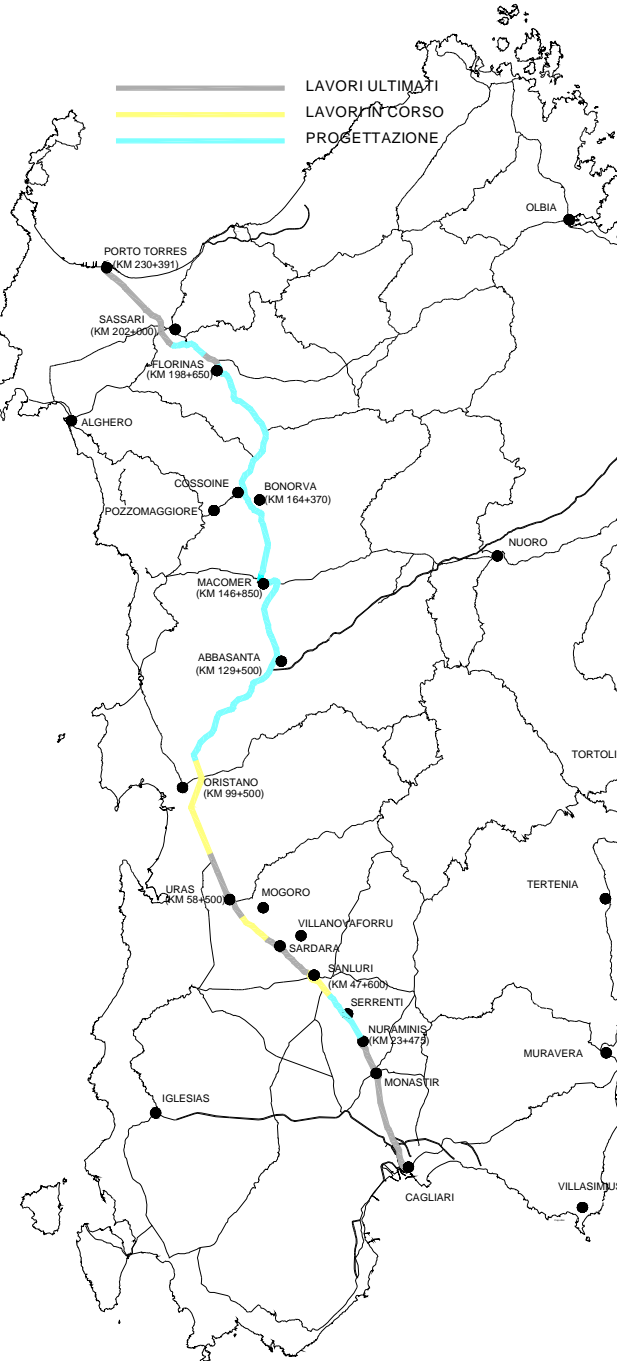 LAVORI ULTIMATI
LAVORI IN CORSO
PROGETTAZIONE
OLBIA
PORTO TORRES
(KM 230+391)
SASSARI
(KM 202+000)
FLORINAS
(KM 198+650)
ALGHERO
COSSOINE
BONORVA
(KM 164+370)
POZZOMAGGIORE
NUORO
MACOMER
(KM 146+850)
ABBASANTA
(KM 129+500)
TORTOLI
ORISTANO
(KM 99+500)
URAS
(KM 58+500)
MOGORO
TERTENIA
VILLANOVAFORRU
SARDARA
SANLURI
(KM 47+600)
SERRENTI
NURAMINIS
(KM 23+475)
MURAVERA
MONASTIR
IGLESIAS
CAGLIARI
VILLASIMIUS